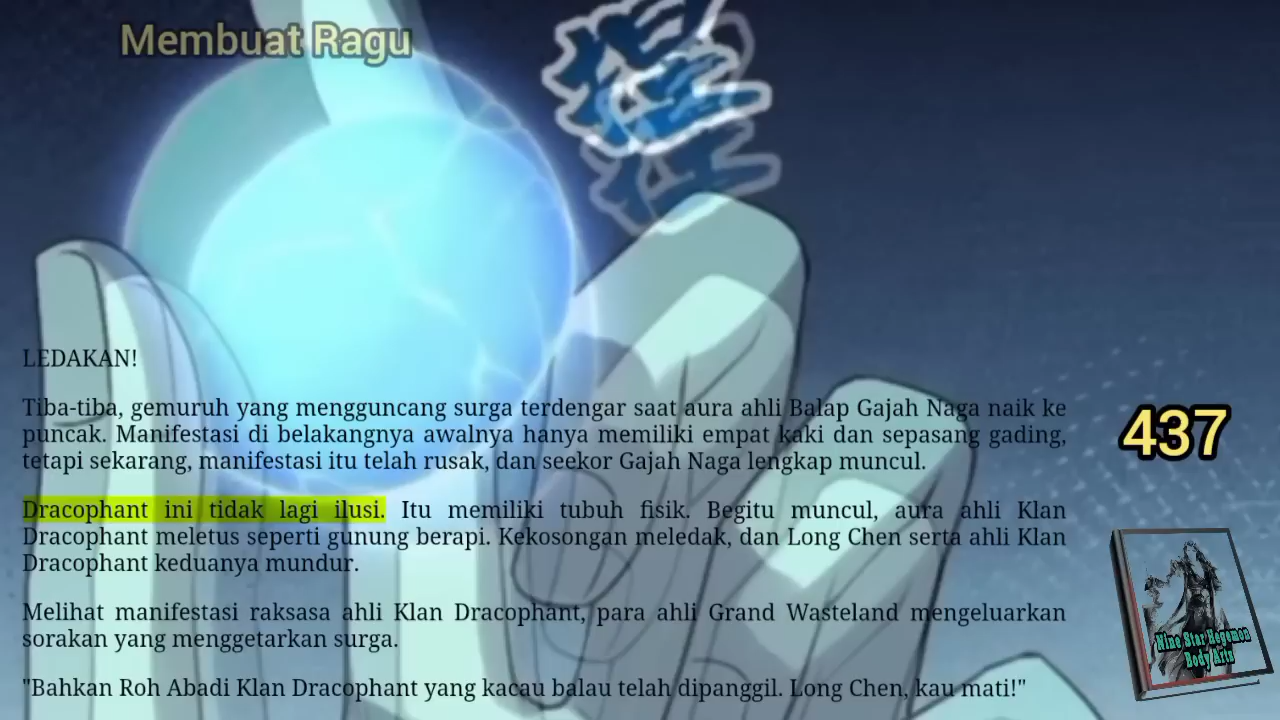 Membuat Ragu
LEDAKAN!
Tiba-tiba, gemuruh yang mengguncang surga terdengar saat aura ahli Balap Gajah Naga naik ke
puncak. Manifestasi di belakangnya awalnya hanya memiliki empat kaki dan sepasang gading,
tetapi sekarang, manifestasi itu telah rusak, dan seekor Gajah Naga lengkap muncul.
Dracophant ini tidak lagi ilusi. Itu memiliki tubuh fisik. Begitu muncul, aura ahli Klan
Dracophant meletus seperti gunung berapi. Kekosongan meledak, dan Long Chen serta ahli Klan
Dracophant keduanya mundur.
Melihat manifestasi raksasa ahli Klan Dracophant, para ahli Grand Wasteland mengeluarkan
sorakan yang menggetarkan surga.
"Bahkan Roh Abadi Klan Dracophant yang kacau balau telah dipanggil. Long Chen, kau mati!"
437
Nine Star Hegemon
Body Arts